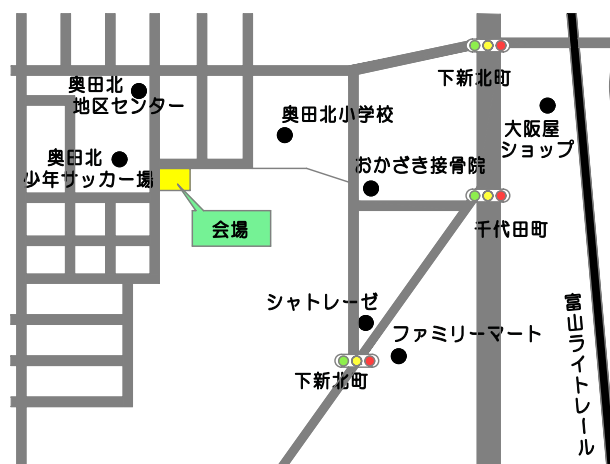 下新北町
奥田北
地区センター
奥田北小学校
大阪屋
ショップ
奥田北
少年サッカー場
おかざき接骨院
会場
千代田町
シャトレーゼ
ファミリーマート
下新北町
富山ライトレール